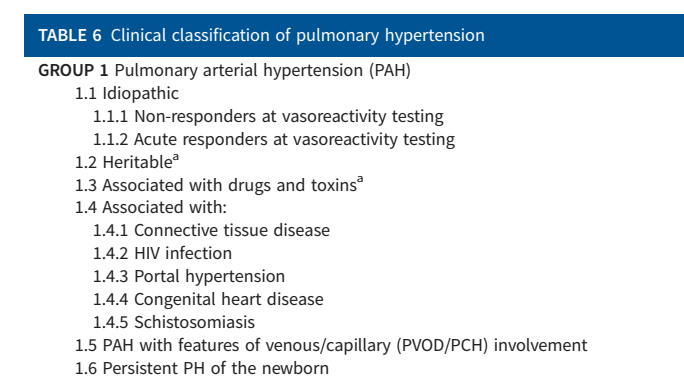 TABLE 6 Clinical classification of pulmonary hypertension
GROUP 1 Pulmonary arterial hypertension (PAH)
1.1 Idiopathic
1.1.1 Non-responders at vasoreactivity testing
1.1.2 Acute responders at vasoreactivity testing
1.2 Heritableᵃ
1.3 Associated with drugs and toxinsᵃ
1.4 Associated with:
1.4.1 Connective tissue disease
1.4.2 HIV infection
1.4.3 Portal hypertension
1.4.4 Congenital heart disease
1.4.5 Schistosomiasis
1.5 PAH with features of venous/capillary (PVOD/PCH) involvement
1.6 Persistent PH of the newborn